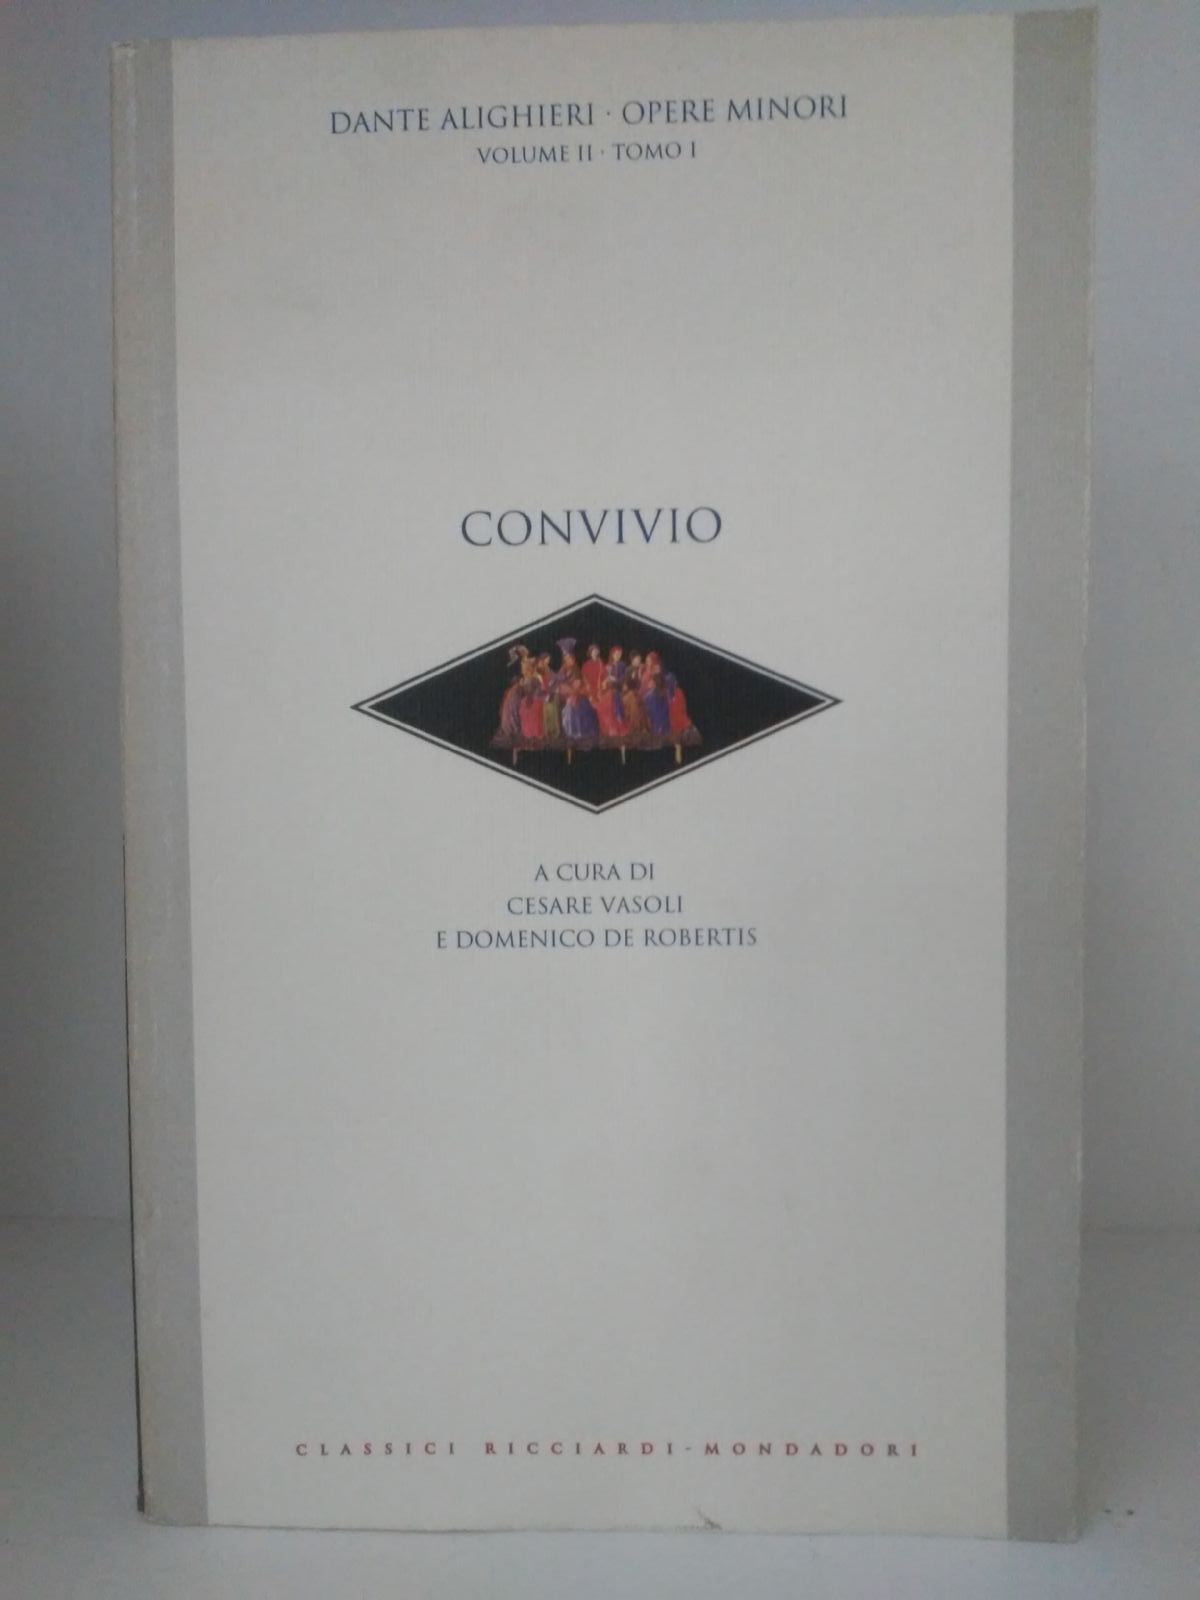 DANTE ALIGHIERI · OPERE MINORI
VOLUME II · TOMO I
CONVIVIO
A CURA DI
CESARE VASOLI
E DOMENICO DE ROBERTIS
CLASSICI RICCIARDI-MONDADORI